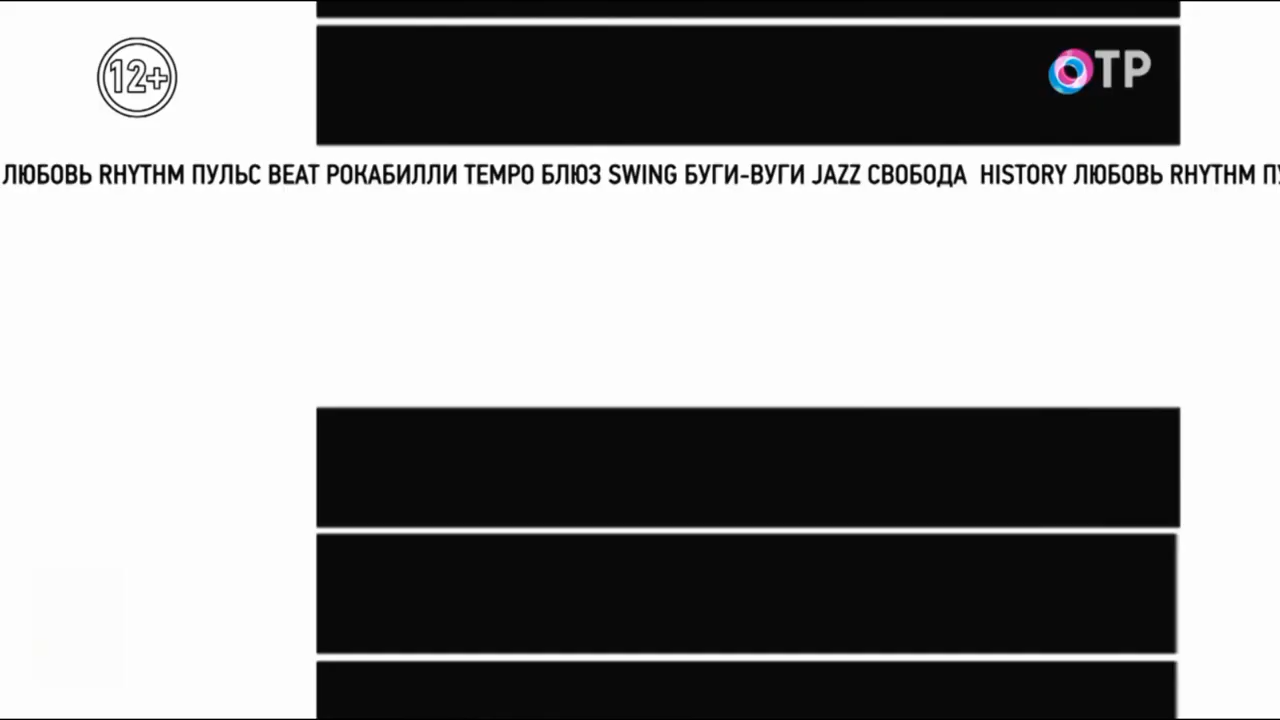 12+
ОТР
ЛЮБОВЬ RHYTHM ПУЛЬС BEAT РОКАБИЛЛИ TEMPO БЛЮЗ SWING БУГИ-ВУГИ JAZZ СВОБОДА HISTORY ЛЮБОВЬ RHYTHM